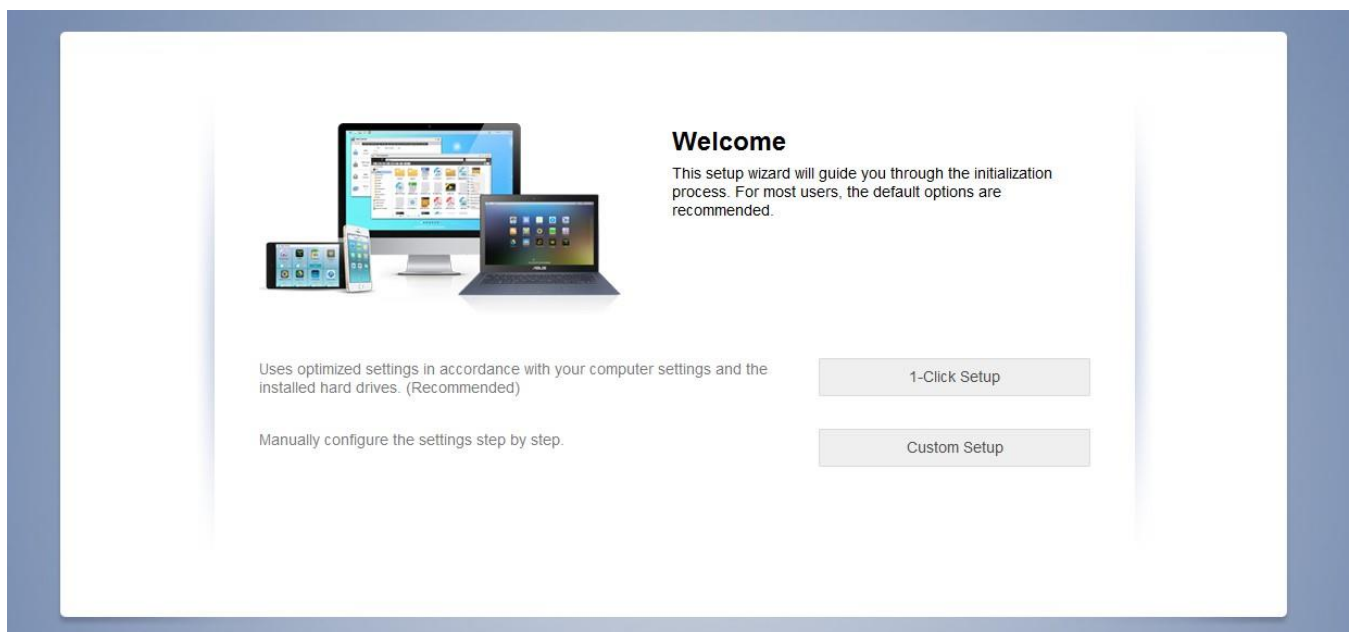 Welcome
This setup wizard will guide you through the initialization
process. For most users, the default options are
recommended.
Uses optimized settings in accordance with your computer settings and the
installed hard drives. (Recommended)
1-Click Setup
Manually configure the settings step by step.
Custom Setup